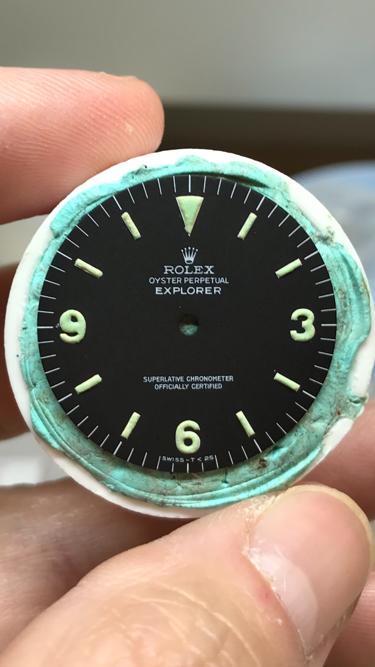 ROLEX
OYSTER PERPETUAL
EXPLORER
9 3
SUPERLATIVE CHRONOMETER
OFFICIALLY CERTIFIED
6
SWISS-T<25